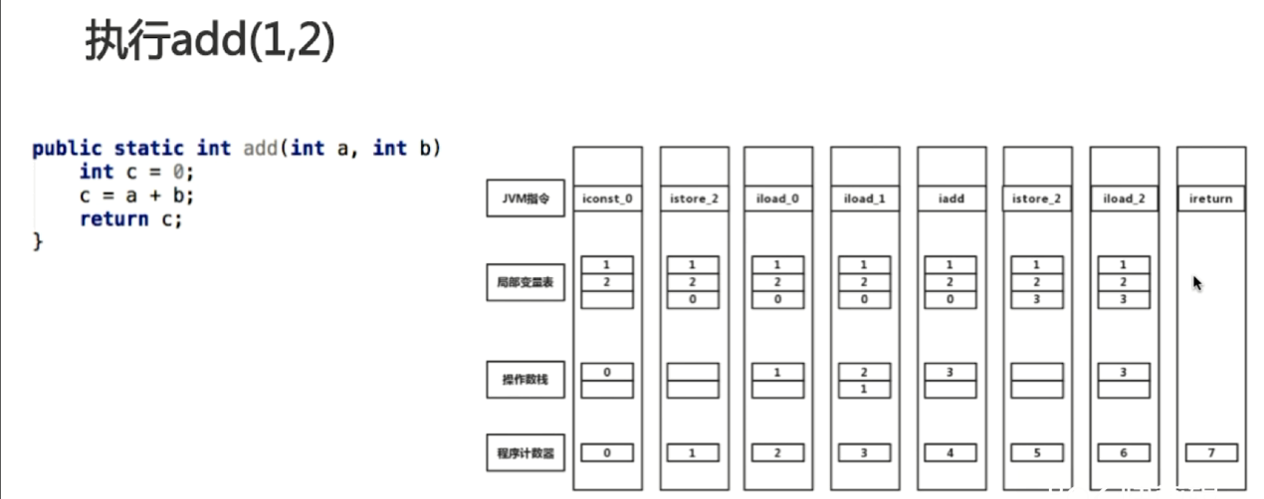 执行add(1,2)
public static int add(int a, int b)
int c = 0;
c = a + b;
return c;
}
JVM指令 iconst_0 istore_2 iload_0 iload_1 iadd istore_2 iload_2 ireturn
局部变量表
1 1 1 1 1 1 1
2 2 2 2 2 2 2
0 0 0 0 3 3
操作数栈
0 1 2 3 3
1
程序计数器 0 1 2 3 4 5 6 7